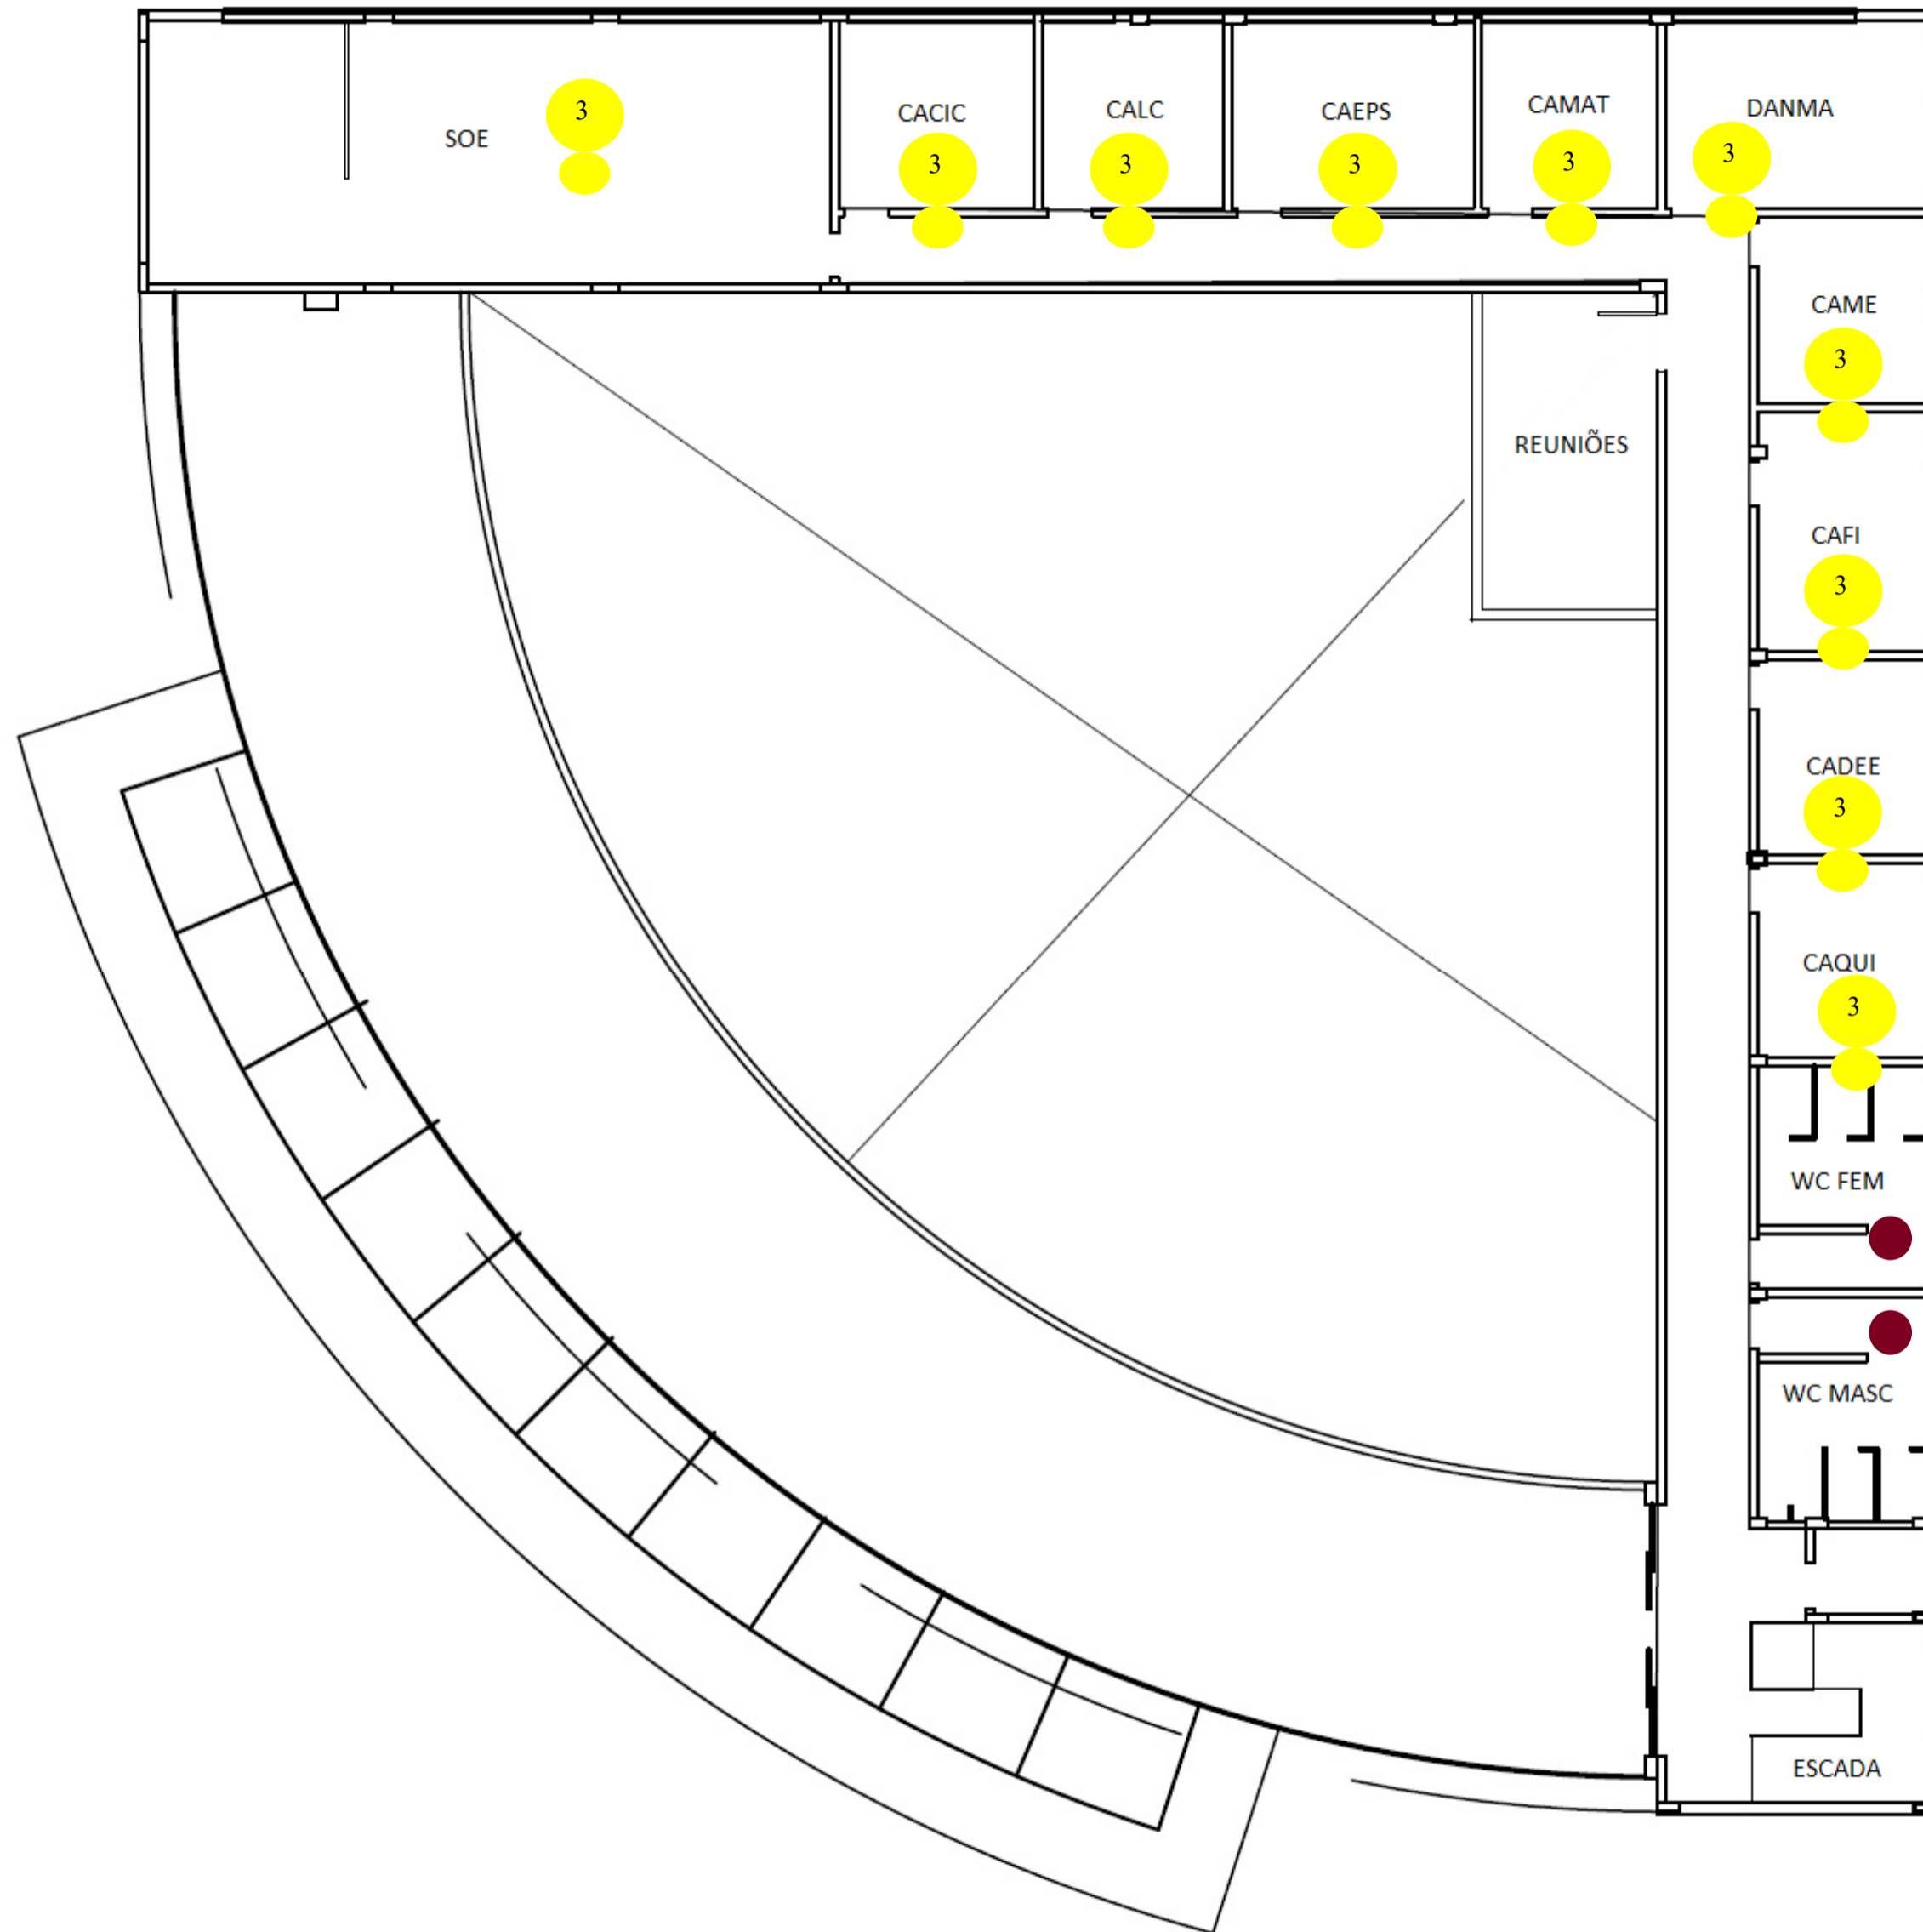 SOE
3
CACIC
3
CALC
3
CAEPS
3
CAMAT
3
DANMA
3
CAME
3
REUNIÕES
CAFI
3
CADEE
3
CAQUI
3
WC FEM
WC MASC
ESCADA